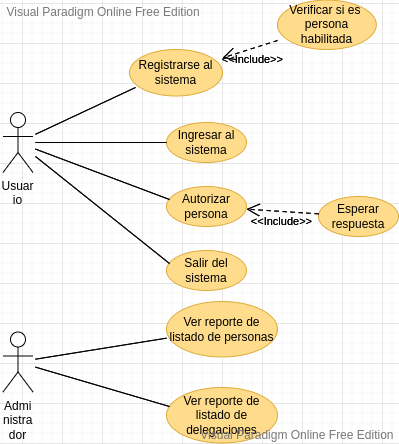 Visual Paradigm Online Free Edition
Verificar si es
persona
habilitada
Registrarse al
sistema
<<Include>>
Ingresar al
sistema
Usuar
io
Autorizar
persona
Esperar
respuesta
<<Include>>
Salir del
sistema
Ver reporte de
listado de personas
Admi
nistra
dor
Ver reporte de
listado de
delegaciones
Visual Paradigm Online Free Edition